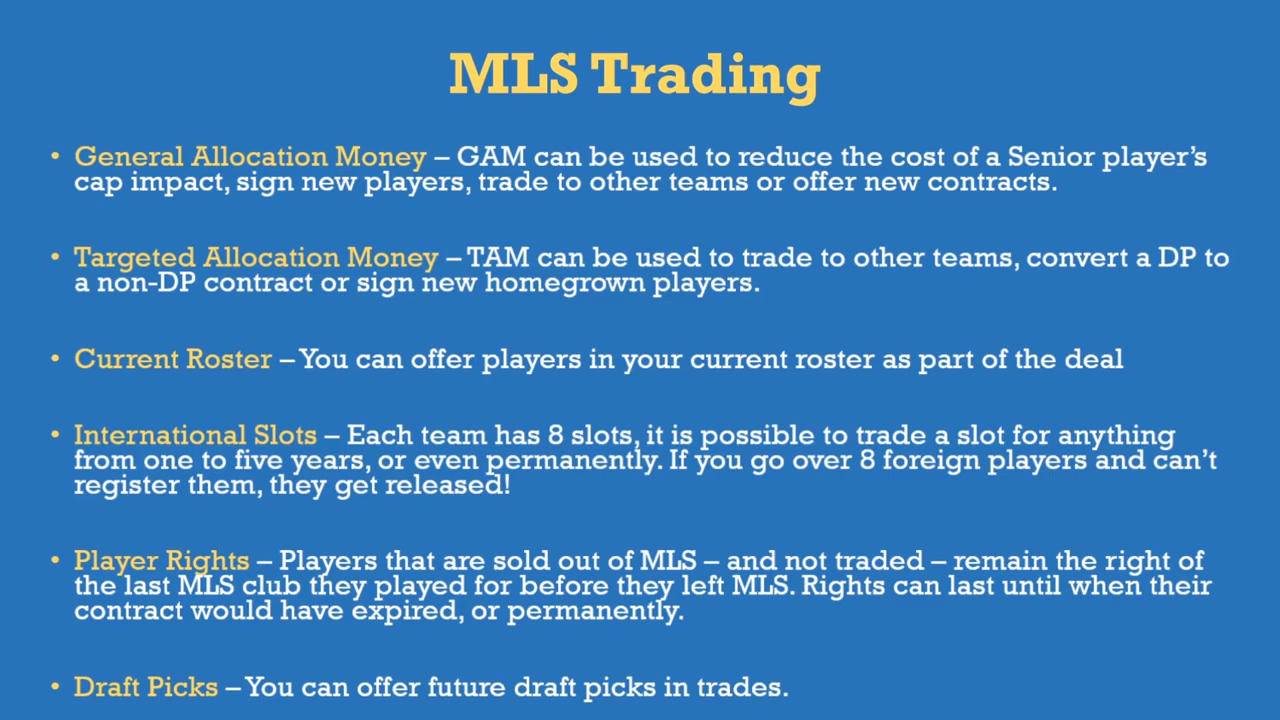 MLS Trading
• General Allocation Money – GAM can be used to reduce the cost of a Senior player's
cap impact, sign new players, trade to other teams or offer new contracts.
• Targeted Allocation Money – TAM can be used to trade to other teams, convert a DP to
a non-DP contract or sign new homegrown players.
• Current Roster – You can offer players in your current roster as part of the deal
• International Slots – Each team has 8 slots, it is possible to trade a slot for anything
from one to five years, or even permanently. If you go over 8 foreign players and can't
register them, they get released!
• Player Rights – Players that are sold out of MLS – and not traded – remain the right of
the last MLS club they played for before they left MLS. Rights can last until when their
contract would have expired, or permanently.
• Draft Picks – You can offer future draft picks in trades.